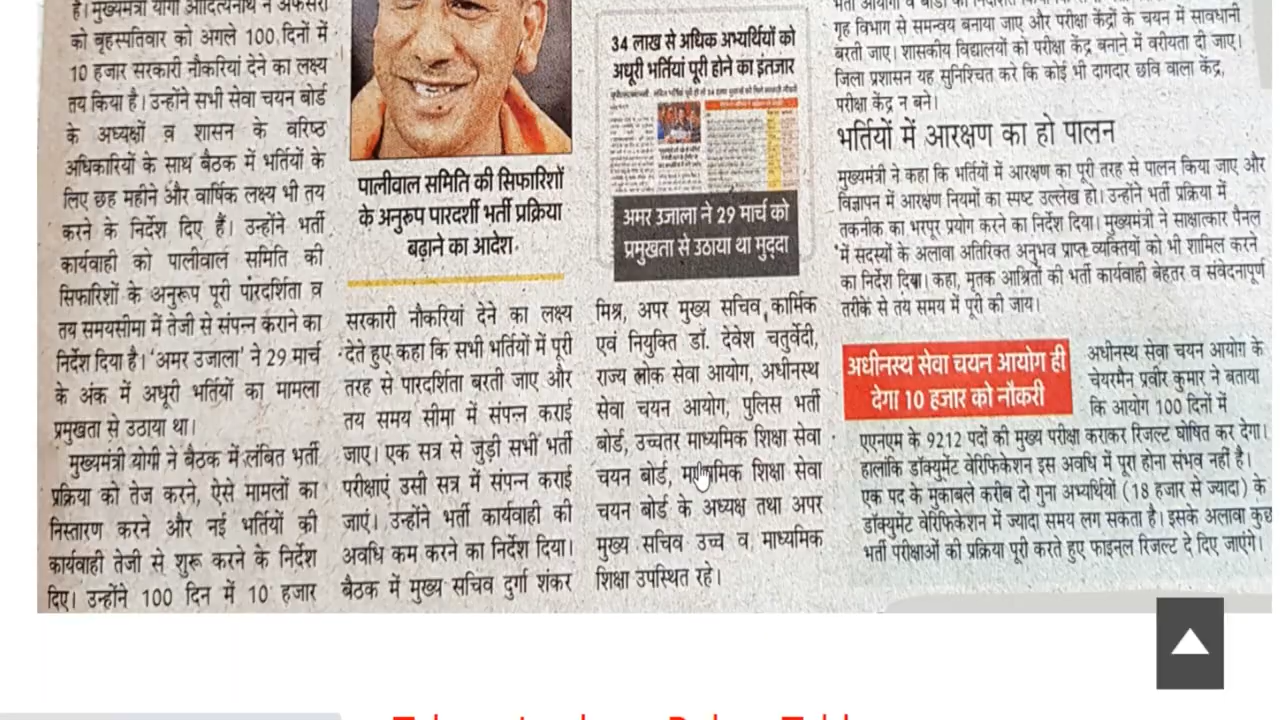 है। मुख्यमंत्री योगी आदित्यनाथ ने अफसरों
को बृहस्पतिवार को अगले 100 दिनों में
10 हजार सरकारी नौकरियां देने का लक्ष्य
तय किया है। उन्होंने सभी सेवा चयन बोर्ड
के अध्यक्षों व शासन के वरिष्ठ
अधिकारियों के साथ बैठक में भर्तियों के
लिए छह महीने और वार्षिक लक्ष्य भी तय
करने के निर्देश दिए हैं। उन्होंने भर्ती
कार्यवाही को पालीवाल समिति की
सिफारिशों के अनुरूप पूरी पारदर्शिता व
तय समयसीमा में तेजी से संपन्न कराने का
निर्देश दिया है। 'अमर उजाला' ने 29 मार्च
के अंक में अधूरी भर्तियों का मामला
प्रमुखता से उठाया था।
मुख्यमंत्री योगी ने बैठक में लंबित भर्ती
प्रक्रिया को तेज करने, ऐसे मामलों का
निस्तारण करने और नई भर्तियों की
कार्यवाही तेजी से शुरू करने के निर्देश
दिए। उन्होंने 100 दिन में 10 हजार
पालीवाल समिति की सिफारिशों
के अनुरूप पारदर्शी भर्ती प्रक्रिया
बढ़ाने का आदेश
सरकारी नौकरियां देने का लक्ष्य
देते हुए कहा कि सभी भर्तियों में पूरी
तरह से पारदर्शिता बरती जाए और
तय समय सीमा में संपन्न कराई
जाए। एक सत्र से जुड़ी सभी भर्ती
परीक्षाएं उसी सत्र में संपन्न कराई
जाएं। उन्होंने भर्ती कार्यवाही की
अवधि कम करने का निर्देश दिया।
बैठक में मुख्य सचिव दुर्गा शंकर
34 लाख से अधिक अभ्यर्थियों को
अधूरी भर्तियां पूरी होने का इंतजार
अमर उजाला ने 29 मार्च को
प्रमुखता से उठाया था मुद्दा
मिश्र, अपर मुख्य सचिव कार्मिक
एवं नियुक्ति डॉ. देवेश चतुर्वेदी,
राज्य लोक सेवा आयोग, अधीनस्थ
सेवा चयन आयोग, पुलिस भर्ती
बोर्ड, उच्चतर माध्यमिक शिक्षा सेवा
चयन बोर्ड, माध्यमिक शिक्षा सेवा
चयन बोर्ड के अध्यक्ष तथा अपर
मुख्य सचिव उच्च व माध्यमिक
शिक्षा उपस्थित रहे।
गृह विभाग से समन्वय बनाया जाए और परीक्षा केंद्रों के चयन में सावधानी
बरती जाए। शासकीय विद्यालयों को परीक्षा केंद्र बनाने में वरीयता दी जाए।
जिला प्रशासन यह सुनिश्चित करे कि कोई भी दागदार छवि वाला केंद्र,
परीक्षा केंद्र न बने।
भर्तियों में आरक्षण का हो पालन
मुख्यमंत्री ने कहा कि भर्तियों में आरक्षण का पूरी तरह से पालन किया जाए और
विज्ञापन में आरक्षण नियमों का स्पष्ट उल्लेख हो। उन्होंने भर्ती प्रक्रिया में
तकनीक का भरपूर प्रयोग करने का निर्देश दिया। मुख्यमंत्री ने साक्षात्कार पैनल
में सदस्यों के अलावा अतिरिक्त अनुभव प्राप्त व्यक्तियों को भी शामिल करने
का निर्देश दिया। कहा, मृतक आश्रितों की भर्ती कार्यवाही बेहतर व संवेदनापूर्ण
तरीके से तय समय में पूरी की जाय।
अधीनस्थ सेवा चयन आयोग ही
देगा 10 हजार को नौकरी
अधीनस्थ सेवा चयन आयोग के
चेयरमैन प्रवीर कुमार ने बताया
कि आयोग 100 दिनों में
एएनएम के 9212 पदों की मुख्य परीक्षा कराकर रिजल्ट घोषित कर देगा।
हालांकि डॉक्यूमेंट वेरिफिकेशन इस अवधि में पूरा होना संभव नहीं है।
एक पद के मुकाबले करीब दो गुना अभ्यर्थियों (18 हजार से ज्यादा) के
डॉक्यूमेंट वेरिफिकेशन में ज्यादा समय लग सकता है। इसके अलावा कुछ
भर्ती परीक्षाओं की प्रक्रिया पूरी करते हुए फाइनल रिजल्ट दे दिए जाएंगे।